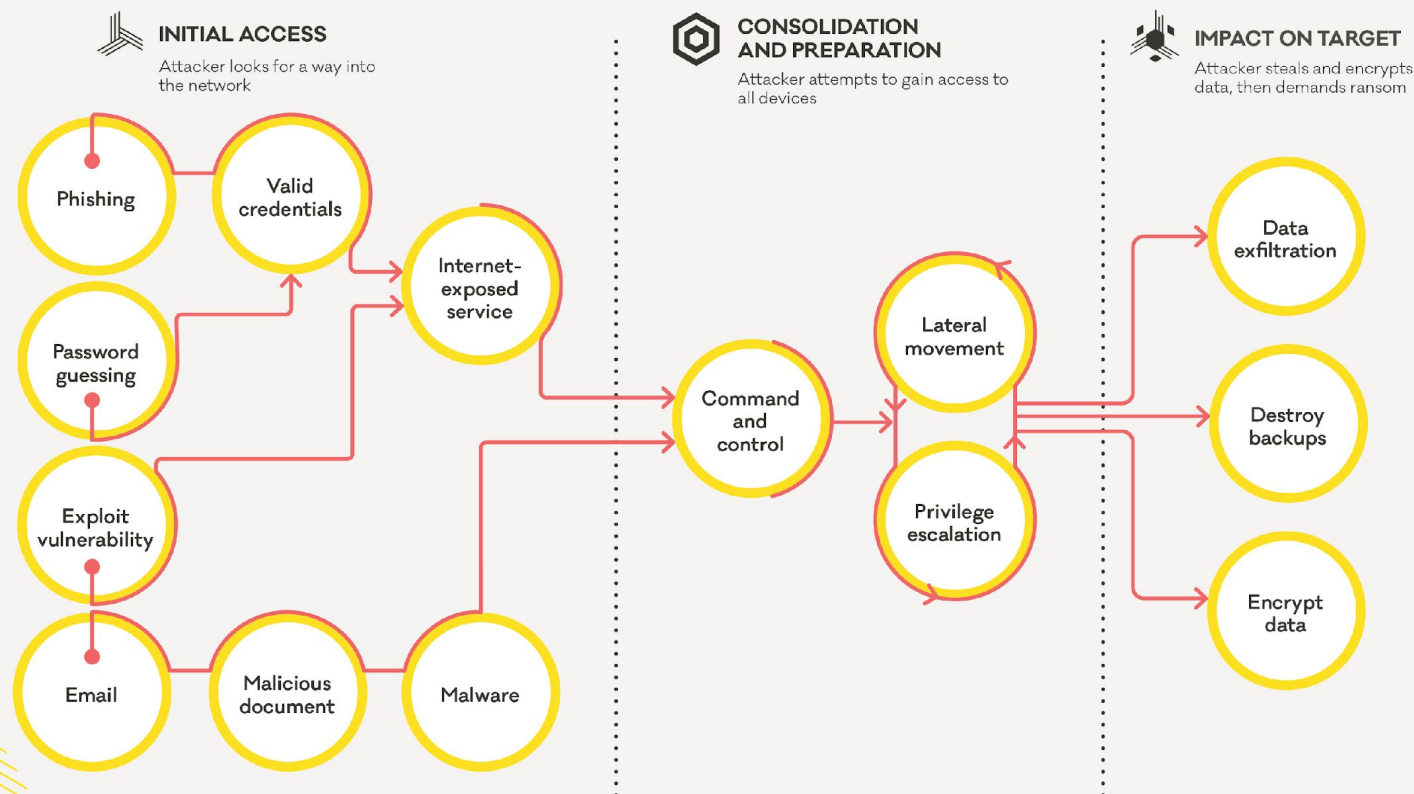 INITIAL ACCESS
Attacker looks for a way into
the network
CONSOLIDATION
AND PREPARATION
Attacker attempts to gain access to
all devices
IMPACT ON TARGET
Attacker steals and encrypts
data, then demands ransom
Phishing
Valid
credentials
Internet-
exposed
service
Password
guessing
Exploit
vulnerability
Email
Malicious
document
Malware
Command
and
control
Lateral
movement
Privilege
escalation
Data
exfiltration
Destroy
backups
Encrypt
data